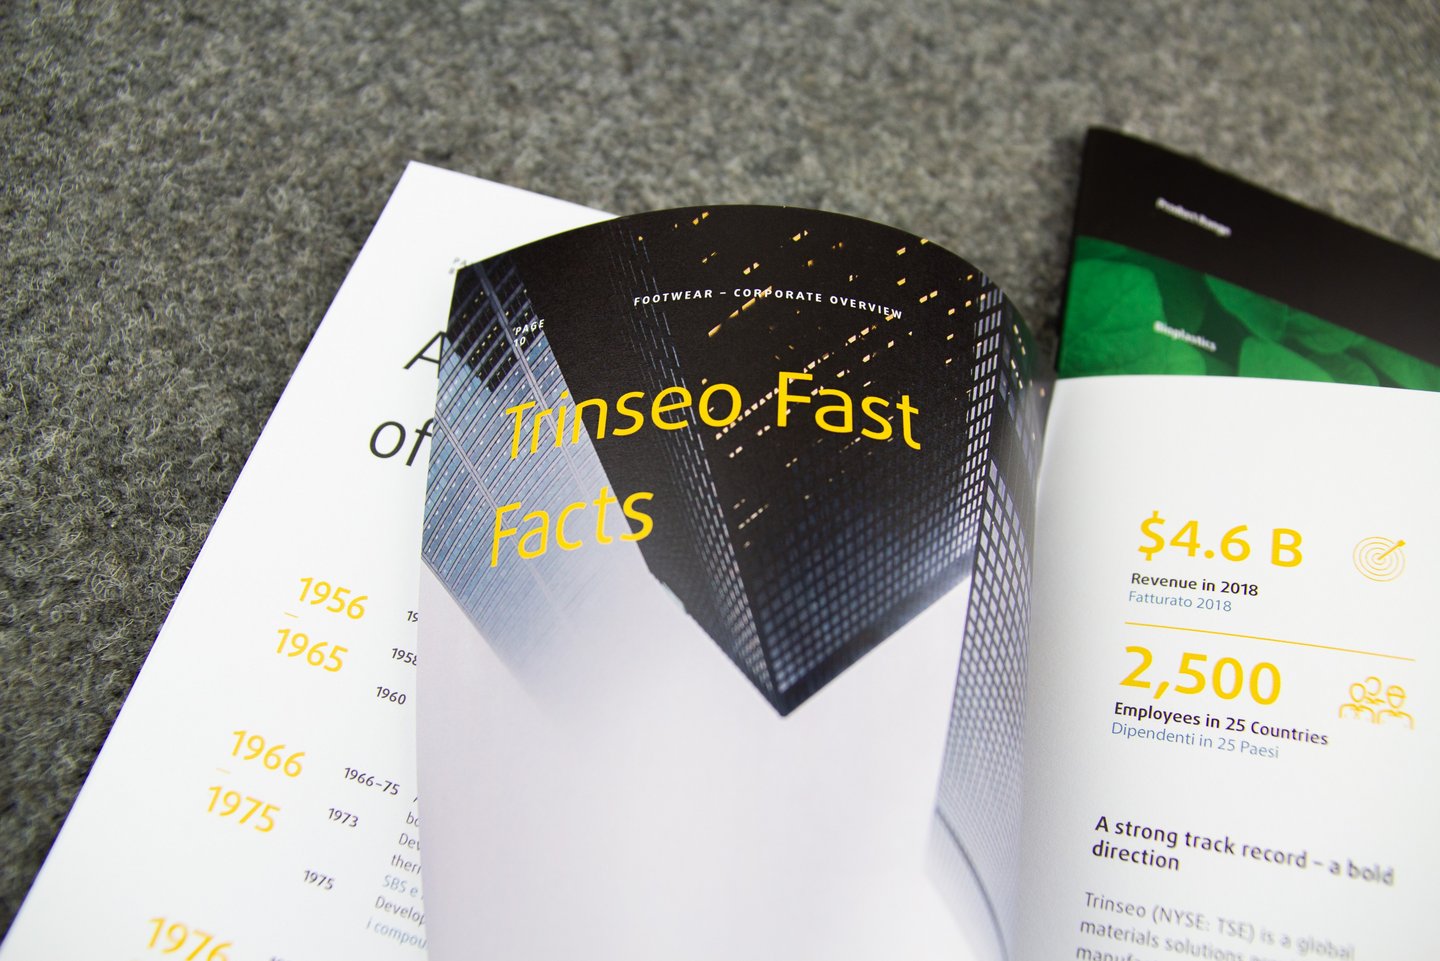 A
of
1956
1965
1958
1960
1966
1975
1966–75
1973
1975
SBS e
Develop
i compou
1976
PAGE
10
FOOTWEAR – CORPORATE OVERVIEW
Trinseo Fast
Facts
Product Range
Bioplastics
$4.6 B
Revenue in 2018
Fatturato 2018
2,500
Employees in 25 Countries
Dipendenti in 25 Paesi
A strong track record – a bold
direction
Trinseo (NYSE: TSE) is a global
materials solutions